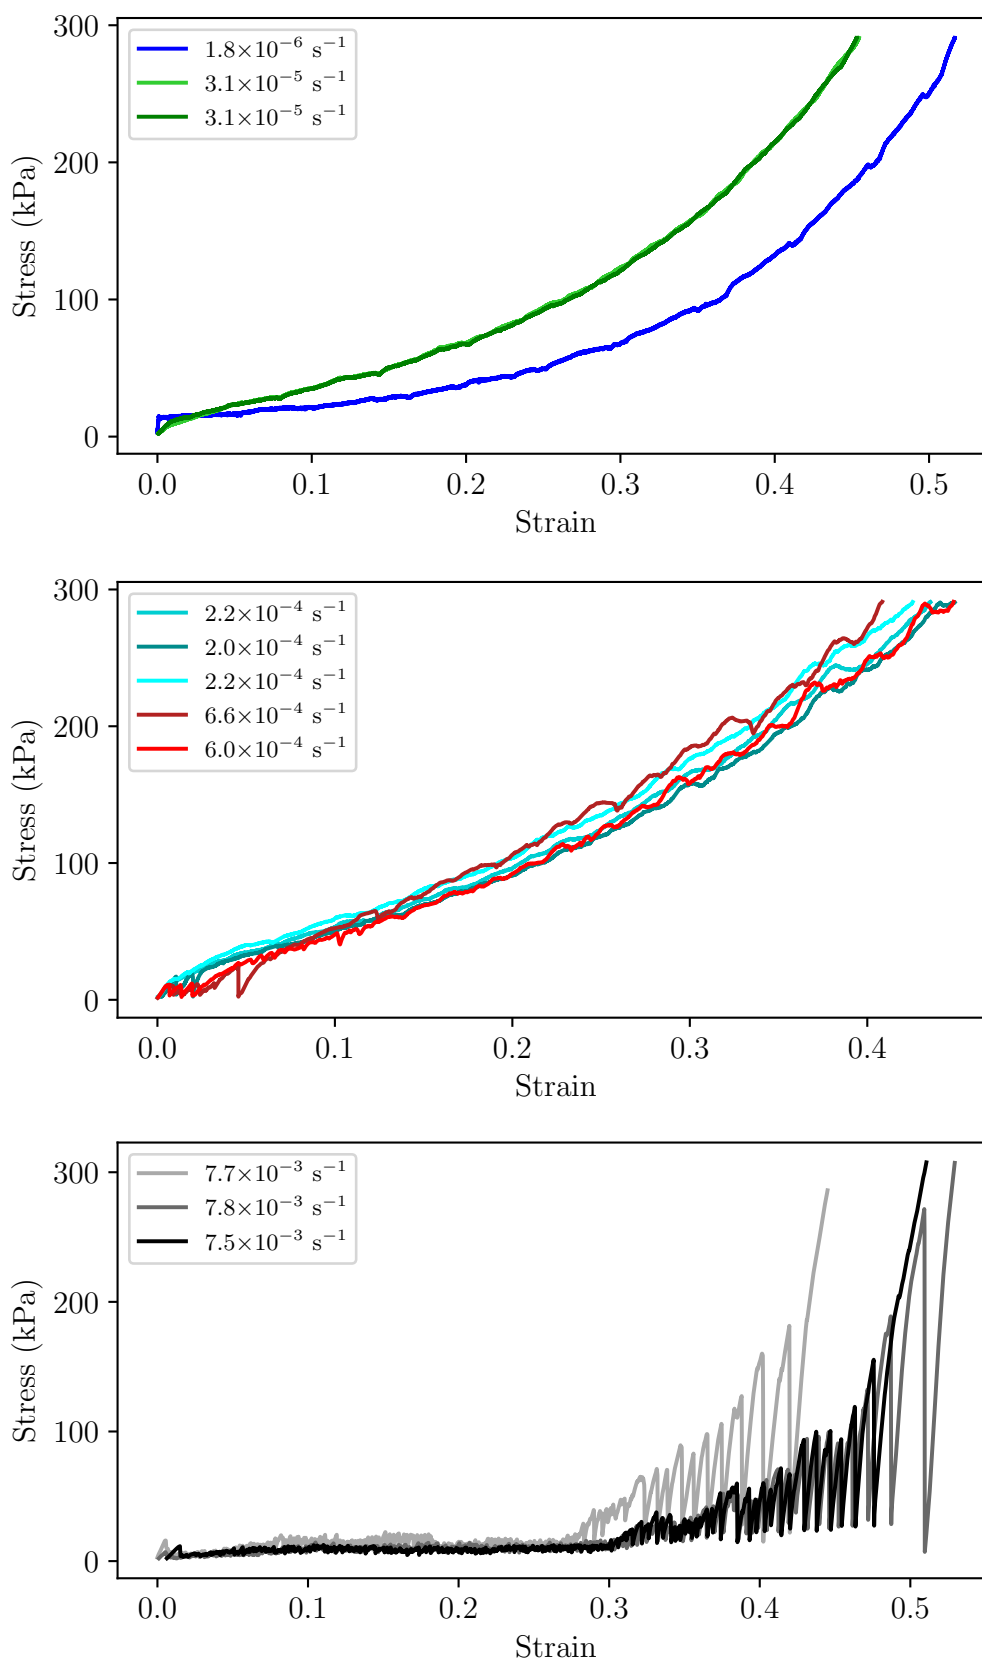 300
200
100
0
Stress (kPa)
1.8×10⁻⁶ s⁻¹
3.1×10⁻⁵ s⁻¹
3.1×10⁻⁵ s⁻¹
0.0 0.1 0.2 0.3 0.4 0.5
Strain
300
200
100
0
Stress (kPa)
2.2×10⁻⁴ s⁻¹
2.0×10⁻⁴ s⁻¹
2.2×10⁻⁴ s⁻¹
6.6×10⁻⁴ s⁻¹
6.0×10⁻⁴ s⁻¹
0.0 0.1 0.2 0.3 0.4
Strain
300
200
100
0
Stress (kPa)
7.7×10⁻³ s⁻¹
7.8×10⁻³ s⁻¹
7.5×10⁻³ s⁻¹
0.0 0.1 0.2 0.3 0.4 0.5
Strain